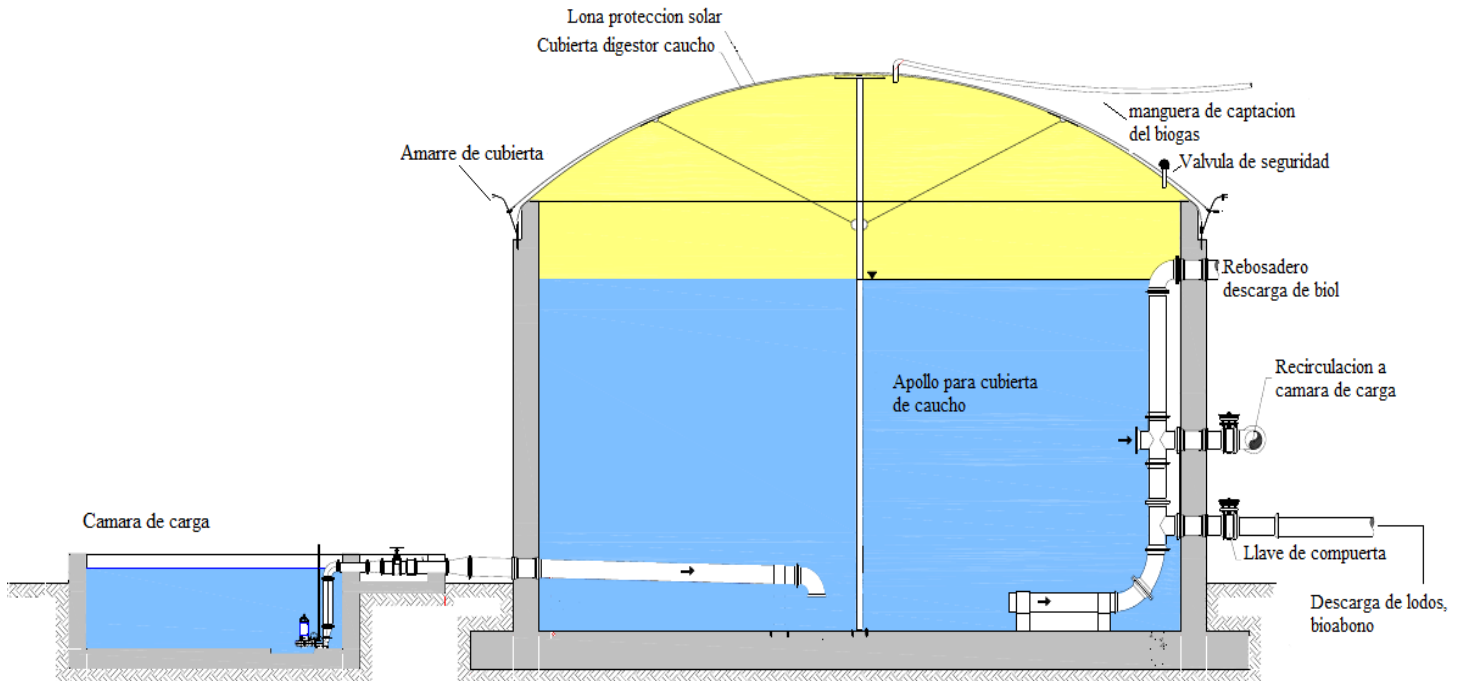 Lona proteccion solar
Cubierta digestor caucho
manguera de captacion
del biogas
Amarre de cubierta
Valvula de seguridad
Rebosadero
descarga de biol
Apollo para cubierta
de caucho
Recirculacion a
camara de carga
Camara de carga
Llave de compuerta
Descarga de lodos,
bioabono